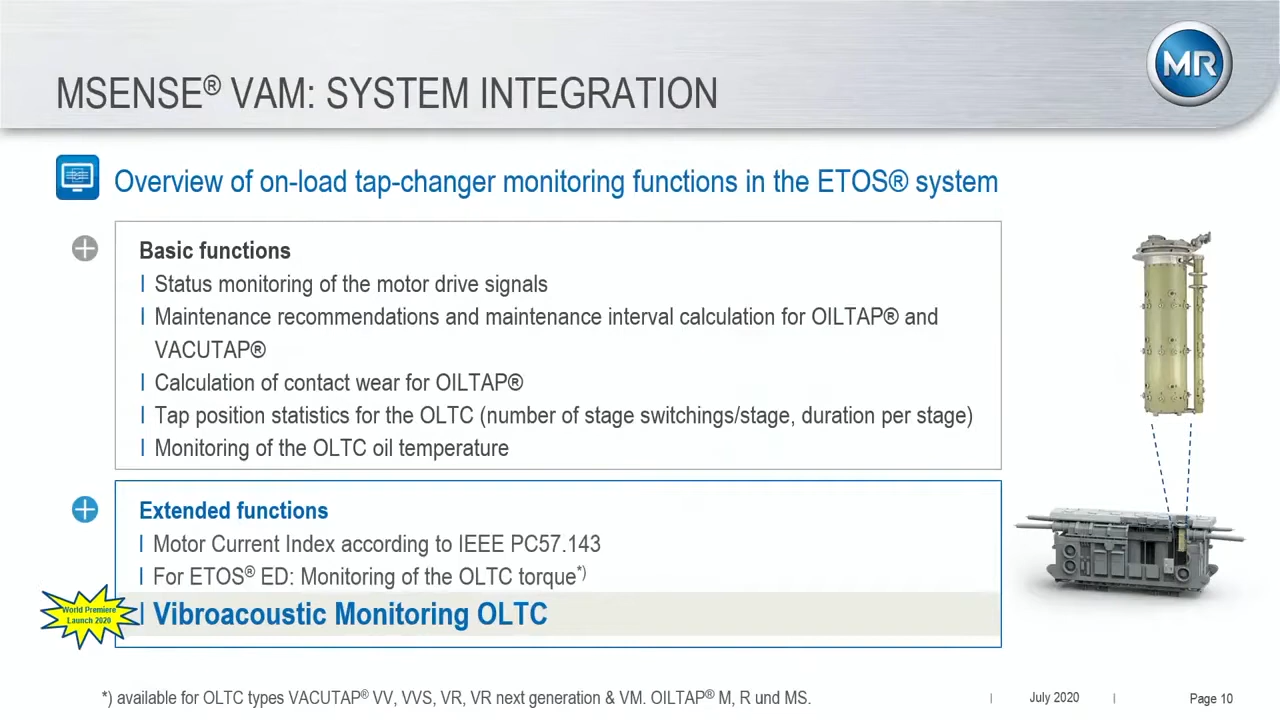 MSENSE® VAM: SYSTEM INTEGRATION
MR
Overview of on-load tap-changer monitoring functions in the ETOS® system
Basic functions
Status monitoring of the motor drive signals
Maintenance recommendations and maintenance interval calculation for OILTAP® and
VACUTAP®
Calculation of contact wear for OILTAP®
Tap position statistics for the OLTC (number of stage switchings/stage, duration per stage)
Monitoring of the OLTC oil temperature
Extended functions
Motor Current Index according to IEEE PC57.143
For ETOS® ED: Monitoring of the OLTC torque*)
World Premiere
Launch 2020
Vibroacoustic Monitoring OLTC
*) available for OLTC types VACUTAP® VV, VVS, VR, VR next generation & VM. OILTAP® M, R und MS.
July 2020
Page 10